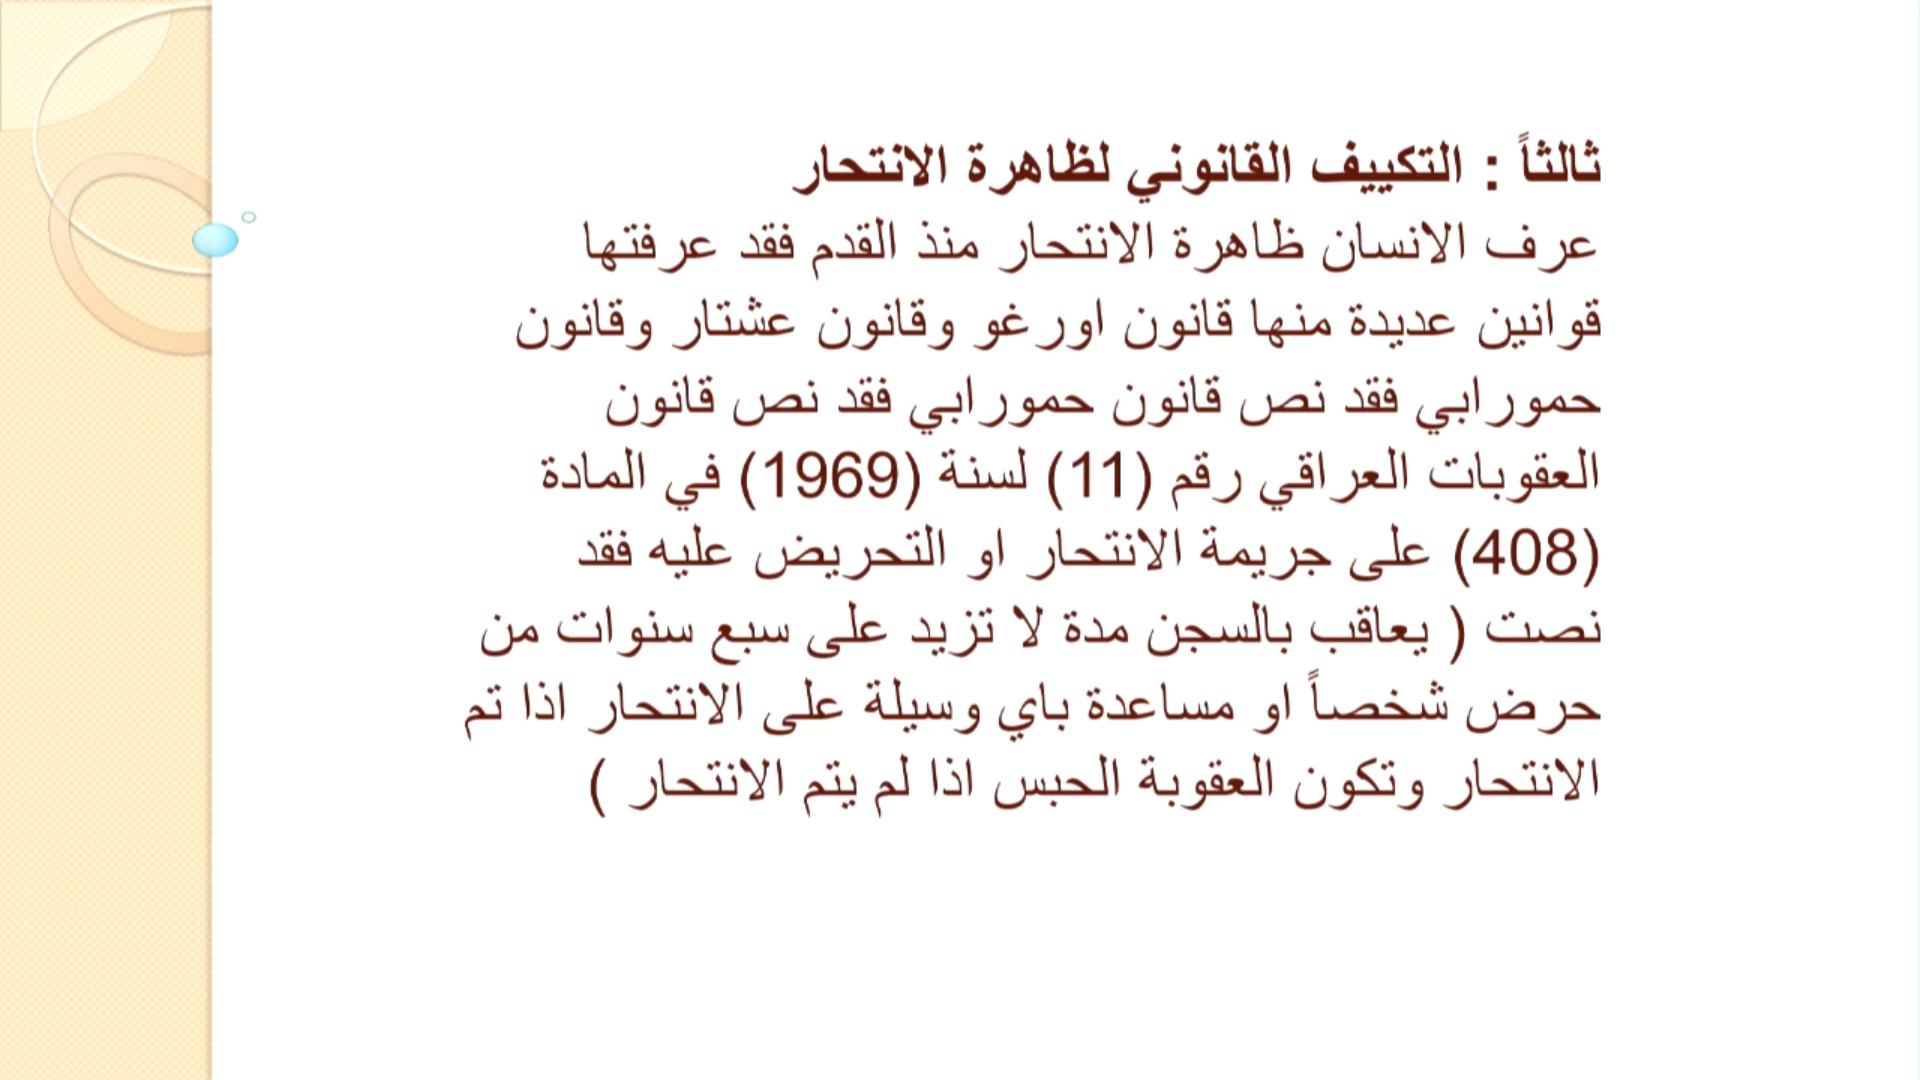 ثالثاً : التكييف القانوني لظاهرة الانتحار
عرف الانسان ظاهرة الانتحار منذ القدم فقد عرفتها
قوانين عديدة منها قانون اورغو وقانون عشتار وقانون
حمورابي فقد نص قانون حمورابي فقد نص قانون
العقوبات العراقي رقم (11) لسنة (1969) في المادة
(408) على جريمة الانتحار او التحريض عليه فقد
نصت ( يعاقب بالسجن مدة لا تزيد على سبع سنوات من
حرض شخصاً او مساعدة باي وسيلة على الانتحار اذا تم
الانتحار وتكون العقوبة الحبس اذا لم يتم الانتحار )